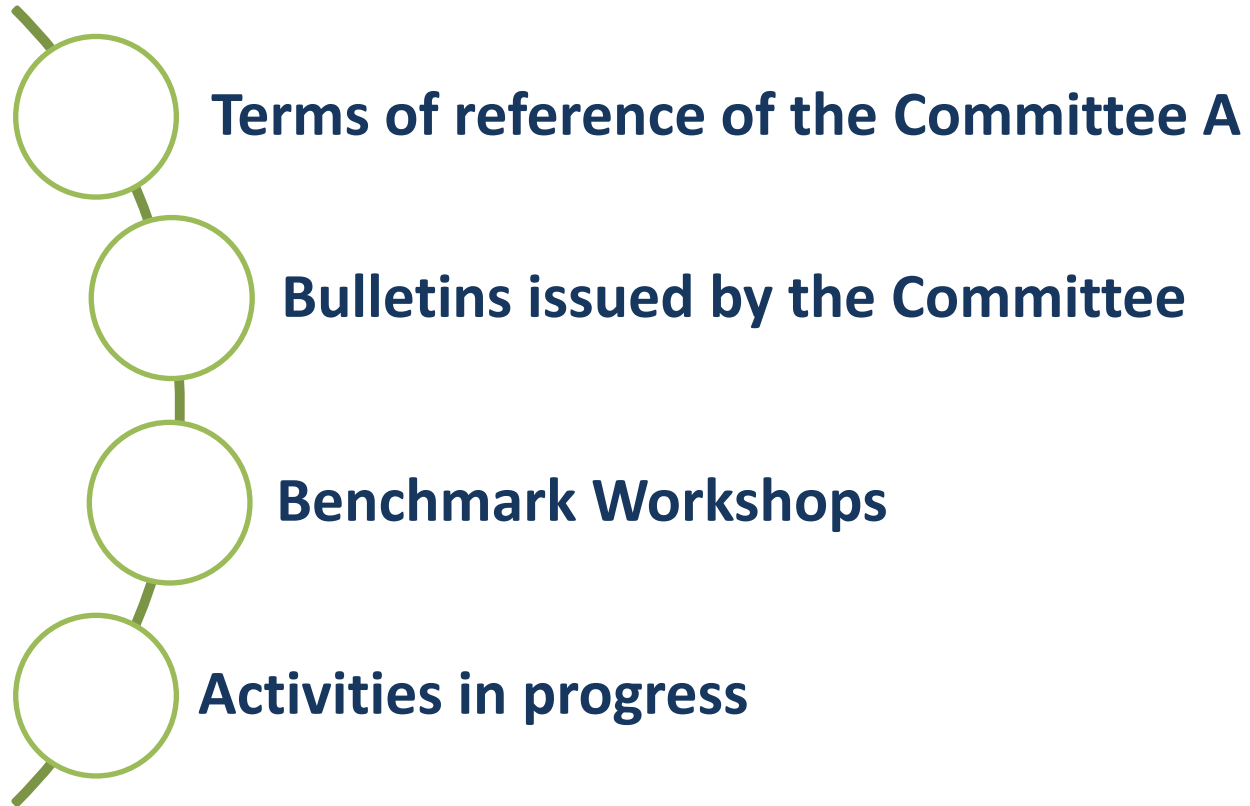 Terms of reference of the Committee A
Bulletins issued by the Committee
Benchmark Workshops
Activities in progress